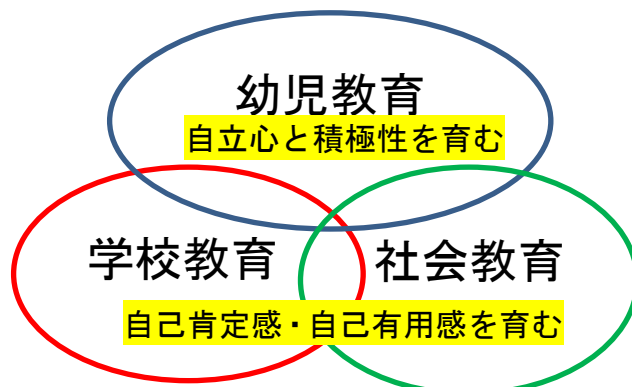 幼児教育
自立心と積極性を育む
学校教育 社会教育
自己肯定感・自己有用感を育む